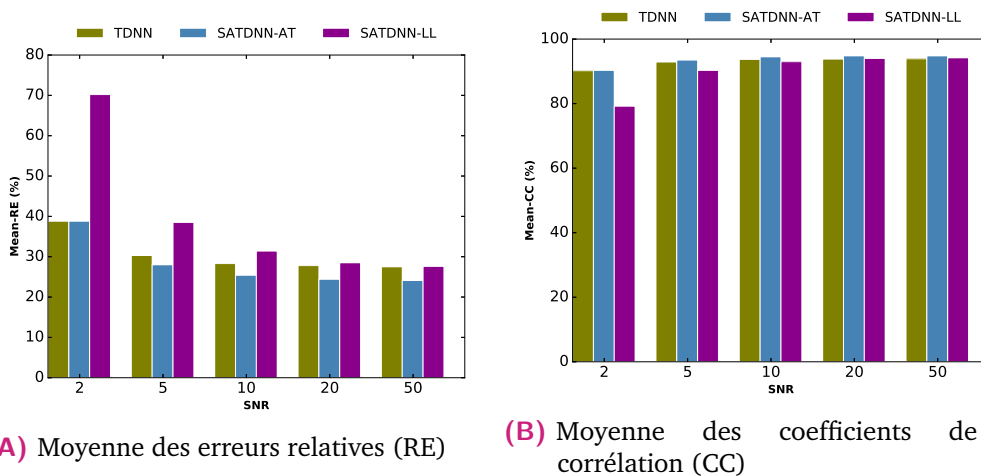 TDNN SATDNN-AT SATDNN-LL
80
70
60
50
40
30
20
10
0
Mean-RE (%)
2 5 10 20 50
SNR
A) Moyenne des erreurs relatives (RE)
TDNN SATDNN-AT SATDNN-LL
100
80
60
40
20
0
Mean-CC (%)
2 5 10 20 50
SNR
(B) Moyenne des coefficients de
corrélation (CC)